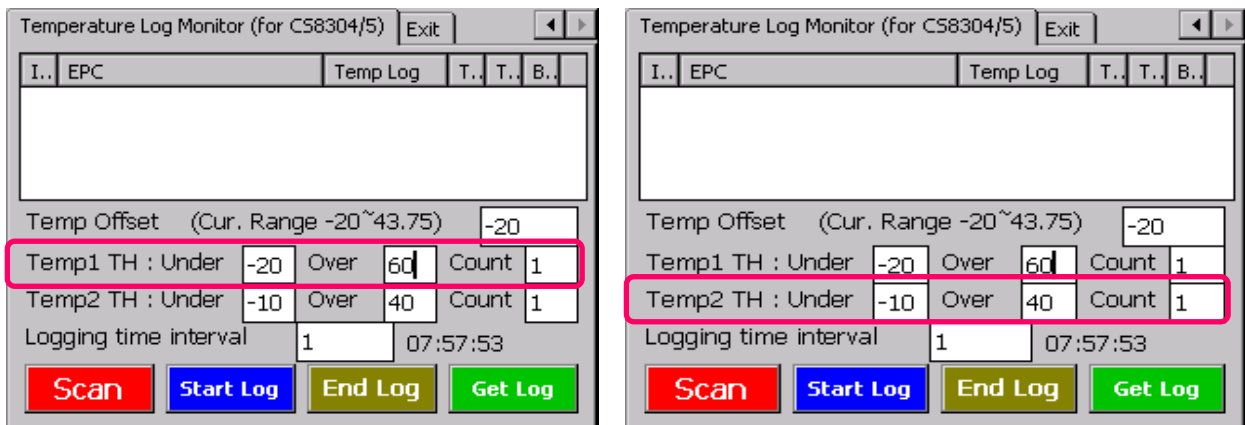 Temperature Log Monitor (for CS8304/5) Exit
I.. EPC Temp Log T.. T.. B..
Temp Offset (Cur. Range -20~43.75) -20
Temp1 TH : Under -20 Over 60 Count 1
Temp2 TH : Under -10 Over 40 Count 1
Logging time interval 1 07:57:53
Scan Start Log End Log Get Log
Temperature Log Monitor (for CS8304/5) Exit
I.. EPC Temp Log T.. T.. B..
Temp Offset (Cur. Range -20~43.75) -20
Temp1 TH : Under -20 Over 60 Count 1
Temp2 TH : Under -10 Over 40 Count 1
Logging time interval 1 07:57:53
Scan Start Log End Log Get Log